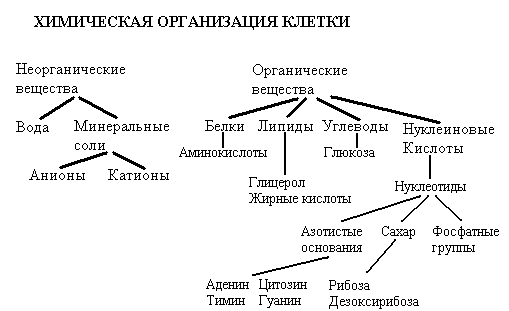 ХИМИЧЕСКАЯ ОРГАНИЗАЦИЯ КЛЕТКИ
Неорганические
вещества
Органические
вещества
Вода
Минеральные
соли
Белки
Липиды
Углеводы
Нуклеиновые
Кислоты
Аминокислоты
Глюкоза
Анионы
Катионы
Глицерол
Жирные кислоты
Нуклеотиды
Азотистые
основания
Сахар
Фосфатные
группы
Аденин Цитозин
Тимин Гуанин
Рибоза
Дезоксирибоза